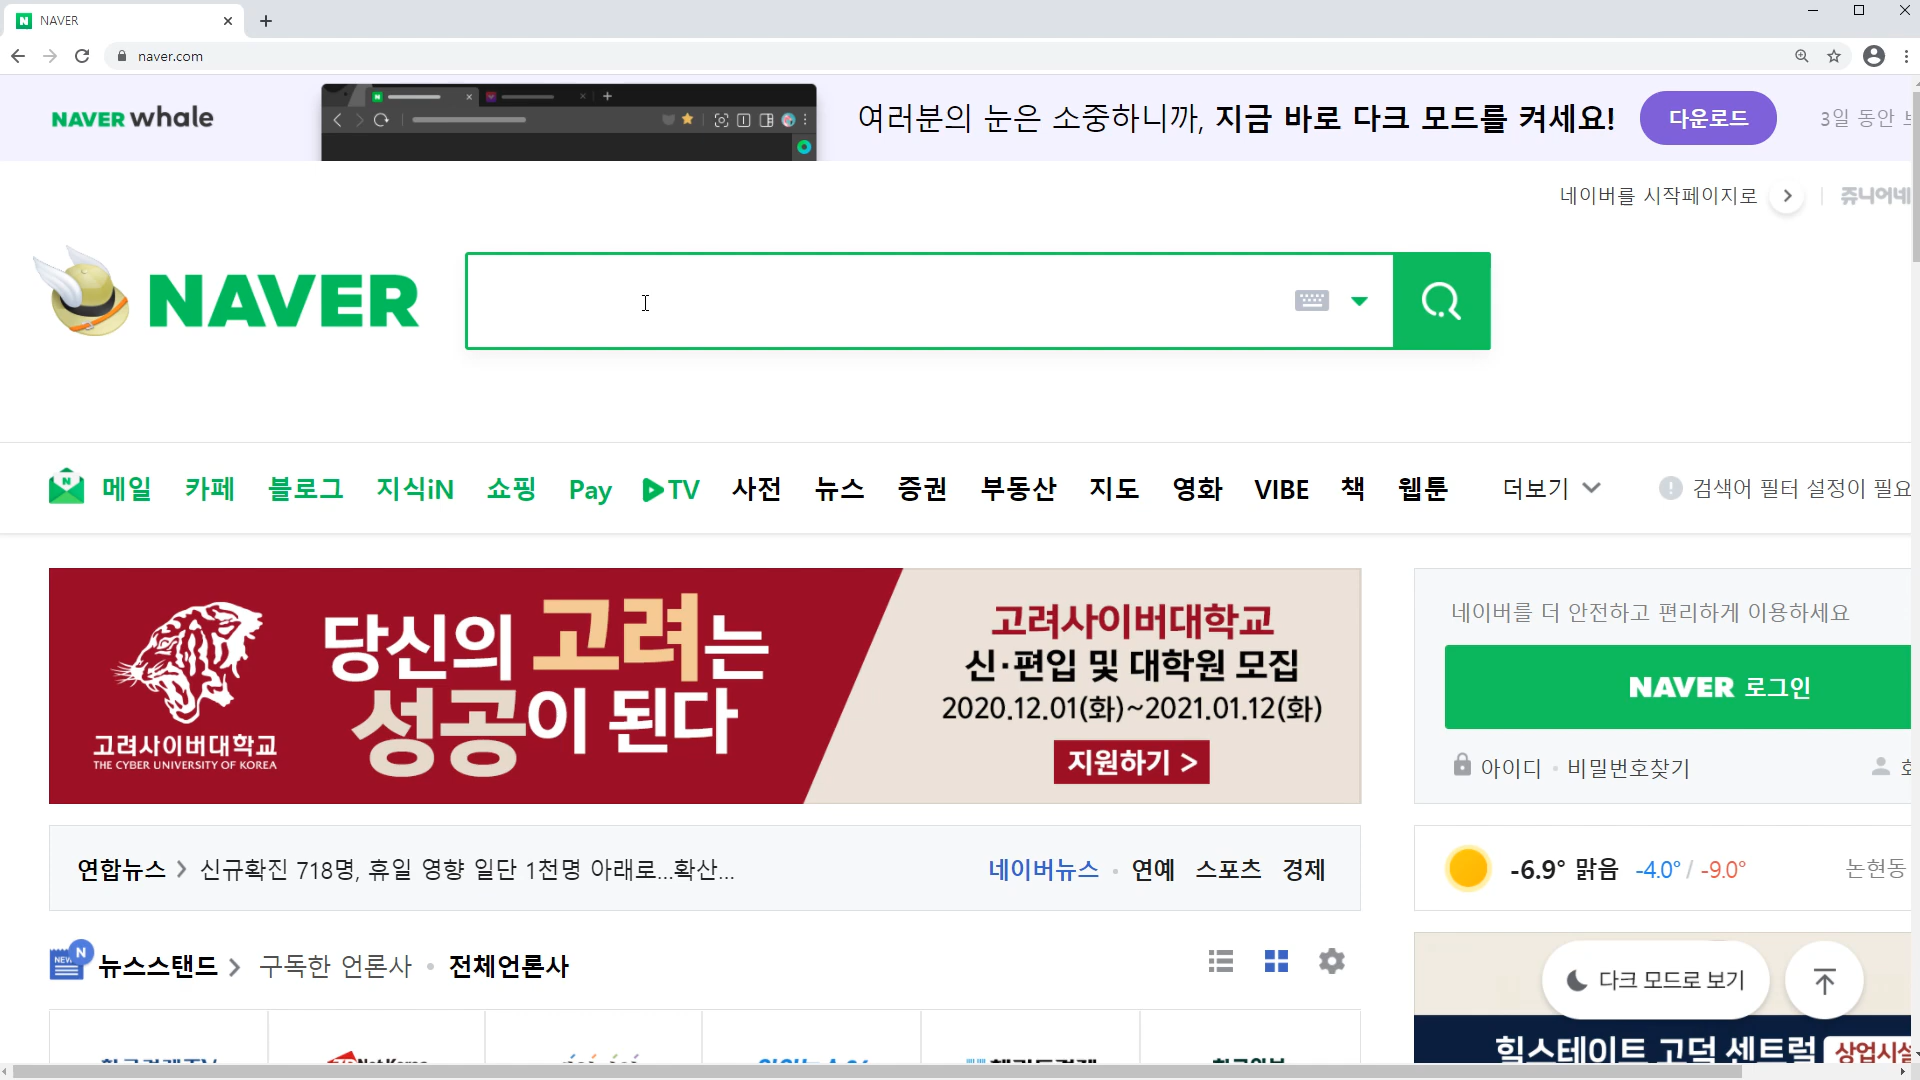 NAVER
naver.com
NAVER whale
여러분의 눈은 소중하니까, 지금 바로 다크 모드를 켜세요!
다운로드
3일 동안
네이버를 시작페이지로
쥬니어네
NAVER
메일 카페 블로그 지식iN 쇼핑 Pay TV 사전 뉴스 증권 부동산 지도 영화 VIBE 책 웹툰 더보기
검색어 필터 설정이 필요
당신의 고려는
성공이 된다
고려사이버대학교
THE CYBER UNIVERSITY OF KOREA
고려사이버대학교
신·편입 및 대학원 모집
2020.12.01(화)~2021.01.12(화)
지원하기 >
네이버를 더 안전하고 편리하게 이용하세요
NAVER 로그인
아이디 · 비밀번호찾기
연합뉴스 > 신규확진 718명, 휴일 영향 일단 1천명 아래로...확산...
네이버뉴스 · 연예 스포츠 경제
-6.9° 맑음 -4.0° / -9.0°
논현동
NEWS N
뉴스스탠드 > 구독한 언론사 · 전체언론사
다크 모드로 보기
힐스테이트 고덕 센트럴
상업시설